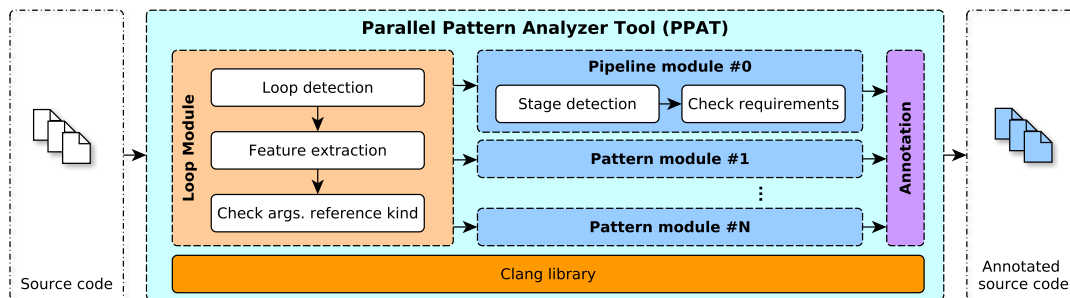 Parallel Pattern Analyzer Tool (PPAT)
Source code
Loop Module
Loop detection
Feature extraction
Check args. reference kind
Pipeline module #0
Stage detection
Check requirements
Pattern module #1
...
Pattern module #N
Annotation
Clang library
Annotated
source code